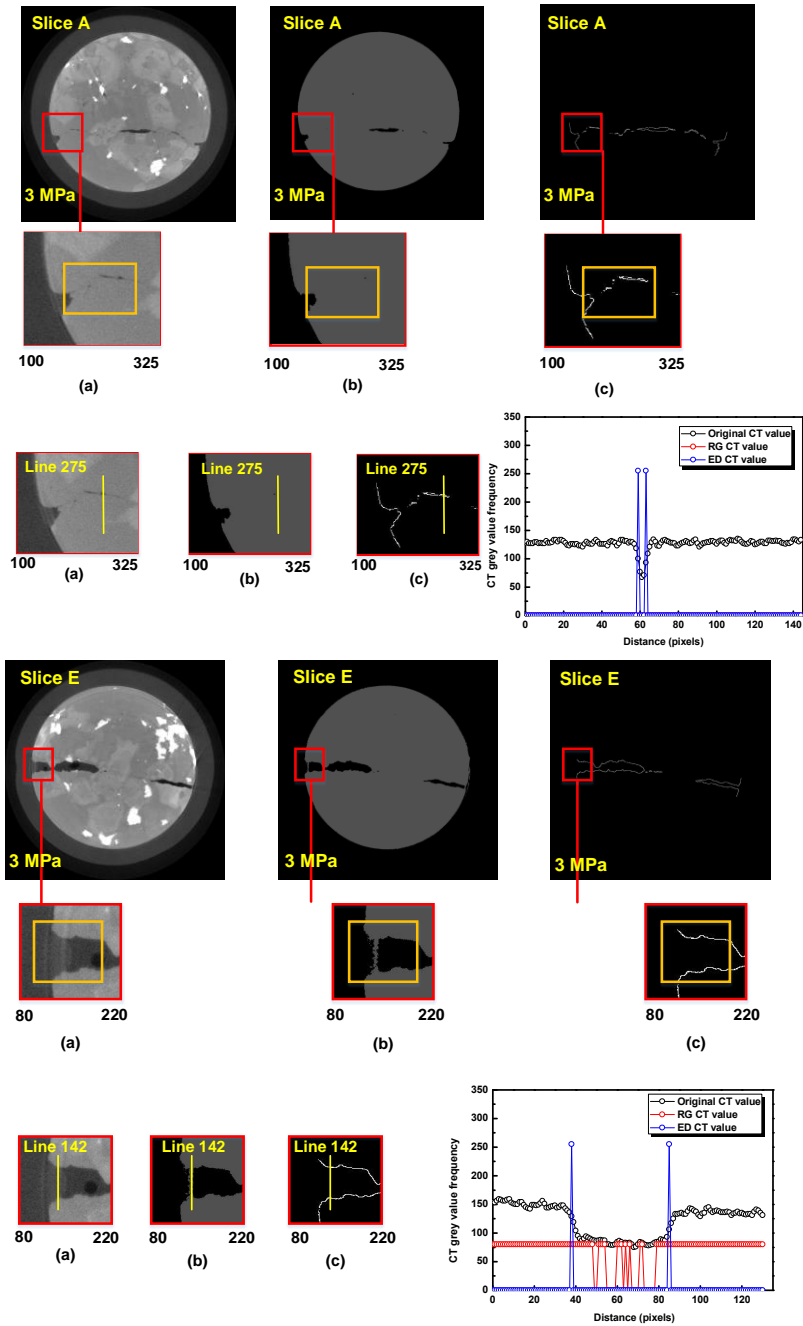 Slice A
Slice A
Slice A
3 MPa
3 MPa
3 MPa
100 325
(a)
100 325
(b)
100 325
(c)
Line 275
100 325
(a)
Line 275
100 325
(b)
Line 275
100 325
(c)
CT grey value frequency
350
300
250
200
150
100
50
0
Original CT value
RG CT value
ED CT value
0 20 40 60 80 100 120 140
Distance (pixels)
Slice E
Slice E
Slice E
3 MPa
3 MPa
3 MPa
80 220
(a)
80 220
(b)
80 220
(c)
Line 142
80 220
(a)
Line 142
80 220
(b)
Line 142
80 220
(c)
CT grey value frequency
350
300
250
200
150
100
50
0
Original CT value
RG CT value
ED CT value
0 20 40 60 80 100 120
Distance (pixels)